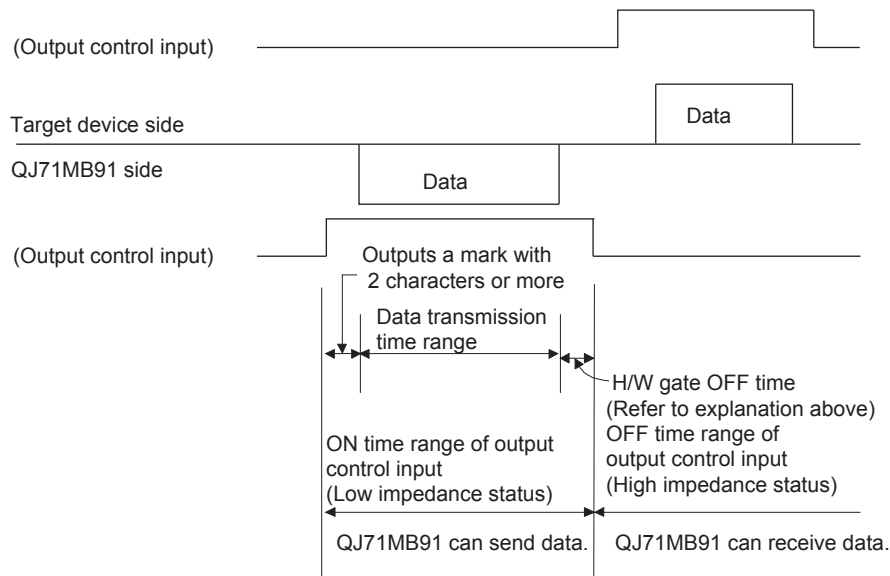 (Output control input)
Data
Target device side
QJ71MB91 side
Data
(Output control input)
Outputs a mark with
2 characters or more
Data transmission
time range
H/W gate OFF time
(Refer to explanation above)
OFF time range of
output control input
(High impedance status)
ON time range of output
control input
(Low impedance status)
QJ71MB91 can send data.
QJ71MB91 can receive data.